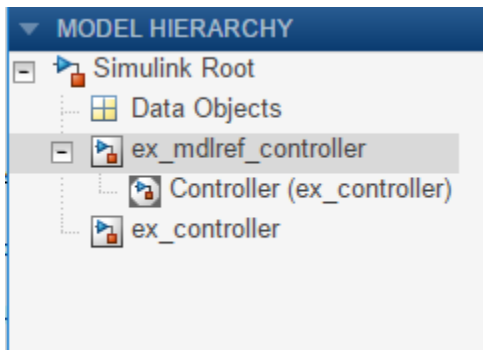 MODEL HIERARCHY
Simulink Root
Data Objects
ex_mdlref_controller
Controller (ex_controller)
ex_controller